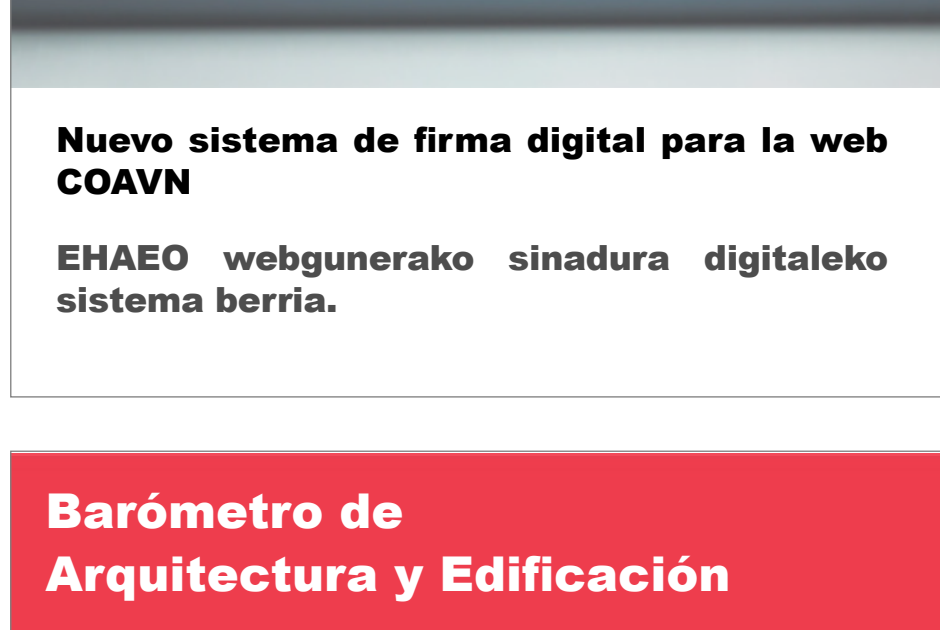 Nuevo sistema de firma digital para la web
COAVN
EHAEO webgunerako sinadura digitaleko
sistema berria.
Barómetro de
Arquitectura y Edificación